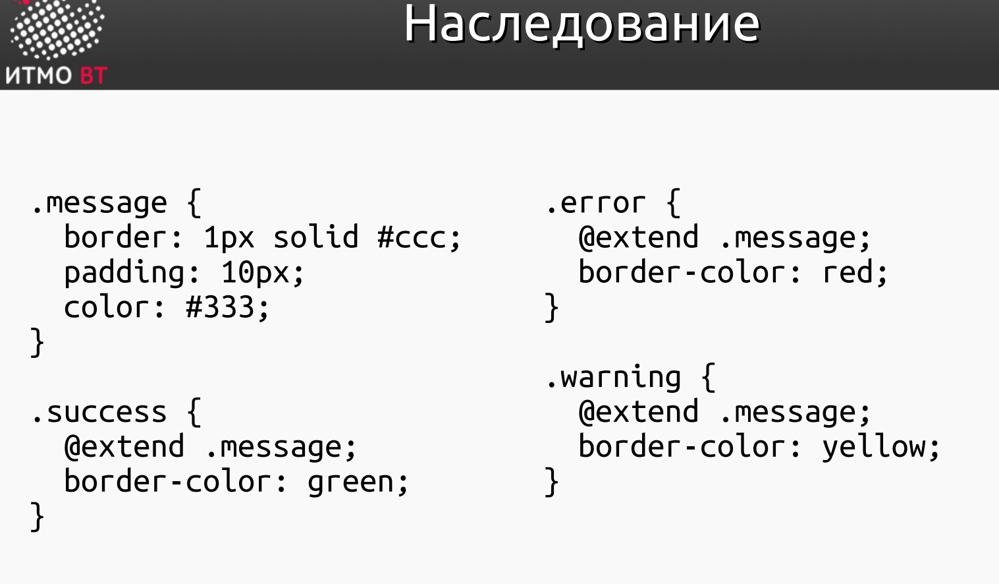 Наследование
ИТМО ВТ
.message {
  border: 1px solid #ccc;
  padding: 10px;
  color: #333;
}
.success {
  @extend .message;
  border-color: green;
}
.error {
  @extend .message;
  border-color: red;
}
.warning {
  @extend .message;
  border-color: yellow;
}